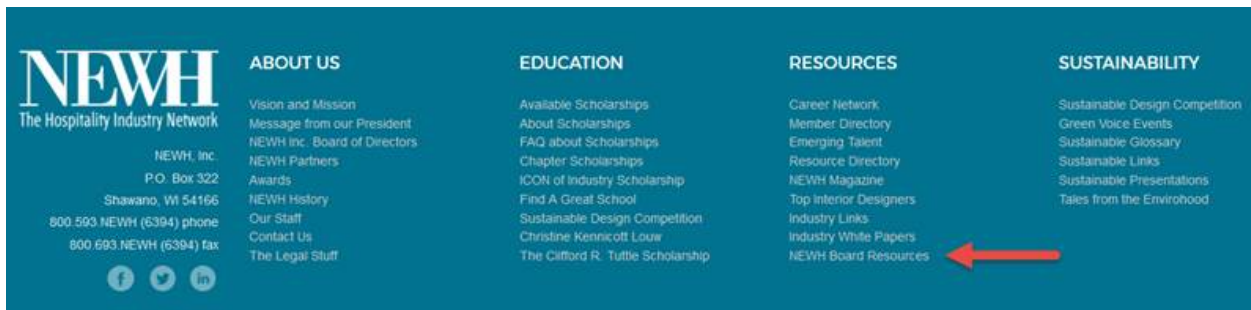 NEWH
The Hospitality Industry Network
NEWH, Inc.
P.O. Box 322
Shawano, WI 54166
800.593.NEWH (6394) phone
800.693.NEWH (6394) fax
ABOUT US
Vision and Mission
Message from our President
NEWH Inc. Board of Directors
NEWH Partners
Awards
NEWH History
Our Staff
Contact Us
The Legal Stuff
EDUCATION
Available Scholarships
About Scholarships
FAQ about Scholarships
Chapter Scholarships
ICON of Industry Scholarship
Find A Great School
Sustainable Design Competition
Christine Kennicott Louw
The Clifford R. Tuttle Scholarship
RESOURCES
Career Network
Member Directory
Emerging Talent
Resource Directory
NEWH Magazine
Top Interior Designers
Industry Links
Industry White Papers
NEWH Board Resources
SUSTAINABILITY
Sustainable Design Competition
Green Voice Events
Sustainable Glossary
Sustainable Links
Sustainable Presentations
Tales from the Envirohood